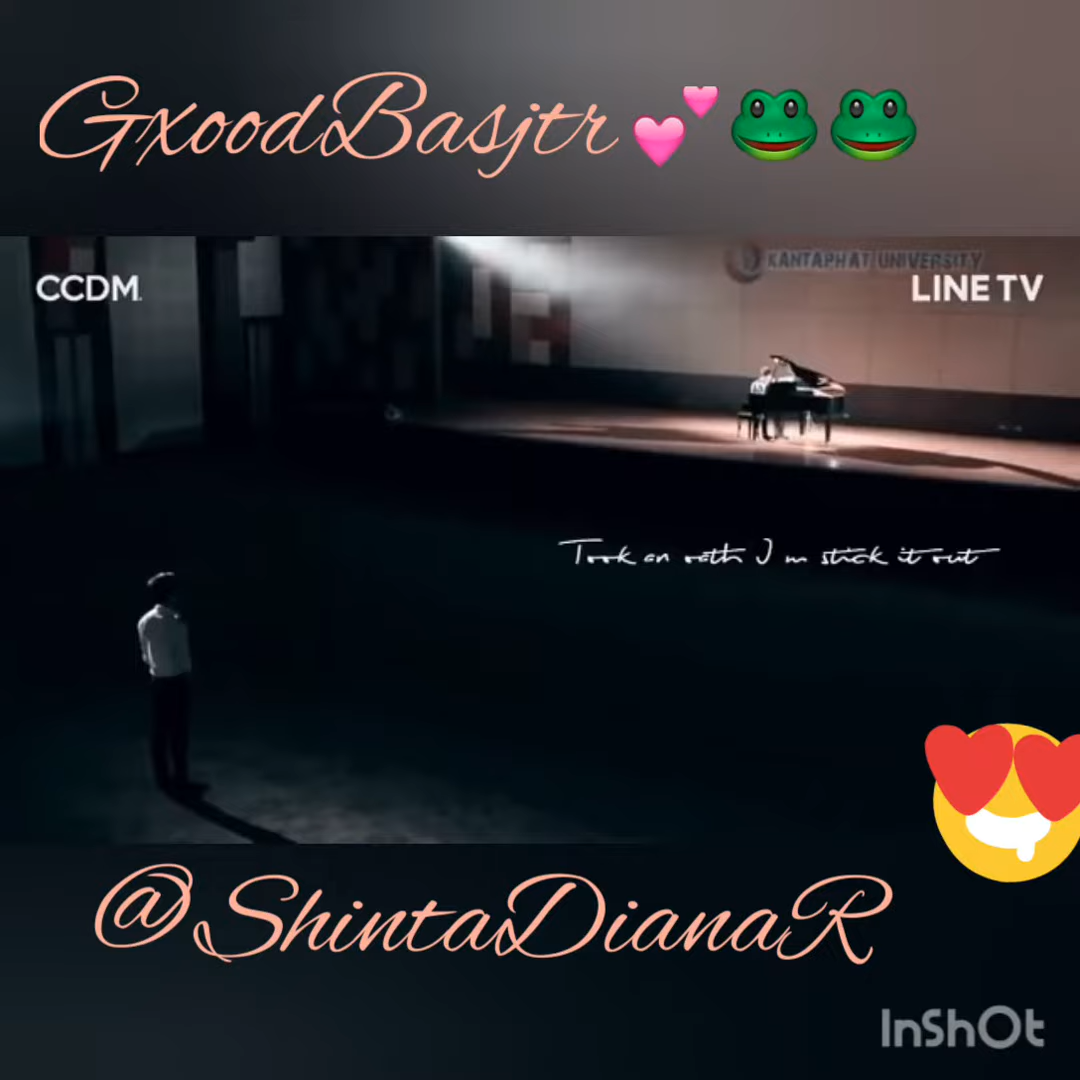 GxoodBasjtr💕🐸🐸
KANTAPHAT UNIVERSITY
CCDM.
LINE TV
Took an oath I'm stick it out
@ShintaDianaR
InShOt